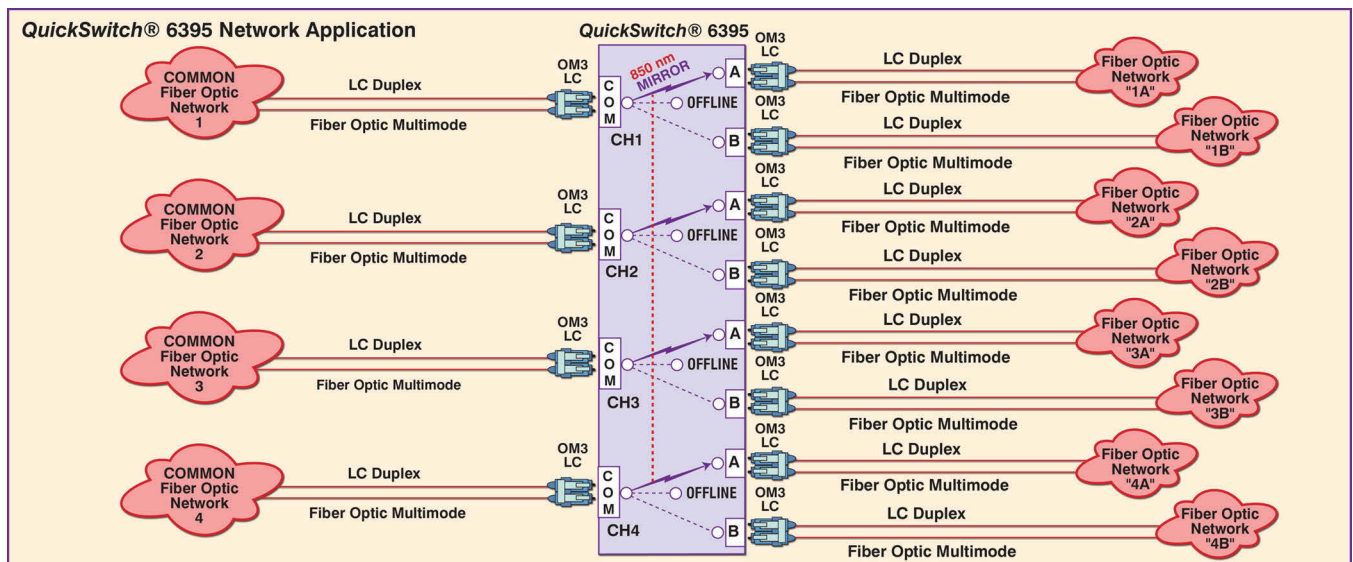 QuickSwitch® 6395 Network Application
QuickSwitch® 6395
COMMON
Fiber Optic
Network
1
LC Duplex
Fiber Optic Multimode
OM3
LC
COM
CH1
850 nm
MIRROR
A
OFFLINE
B
OM3
LC
LC Duplex
Fiber Optic Multimode
Fiber Optic
Network
"1A"
OM3
LC
LC Duplex
Fiber Optic Multimode
Fiber Optic
Network
"1B"
COMMON
Fiber Optic
Network
2
LC Duplex
Fiber Optic Multimode
OM3
LC
COM
CH2
A
OFFLINE
B
OM3
LC
LC Duplex
Fiber Optic Multimode
Fiber Optic
Network
"2A"
OM3
LC
LC Duplex
Fiber Optic Multimode
Fiber Optic
Network
"2B"
COMMON
Fiber Optic
Network
3
LC Duplex
Fiber Optic Multimode
OM3
LC
COM
CH3
A
OFFLINE
B
OM3
LC
LC Duplex
Fiber Optic Multimode
Fiber Optic
Network
"3A"
OM3
LC
LC Duplex
Fiber Optic Multimode
Fiber Optic
Network
"3B"
COMMON
Fiber Optic
Network
4
LC Duplex
Fiber Optic Multimode
OM3
LC
COM
CH4
A
OFFLINE
B
OM3
LC
LC Duplex
Fiber Optic Multimode
Fiber Optic
Network
"4A"
OM3
LC
LC Duplex
Fiber Optic Multimode
Fiber Optic
Network
"4B"